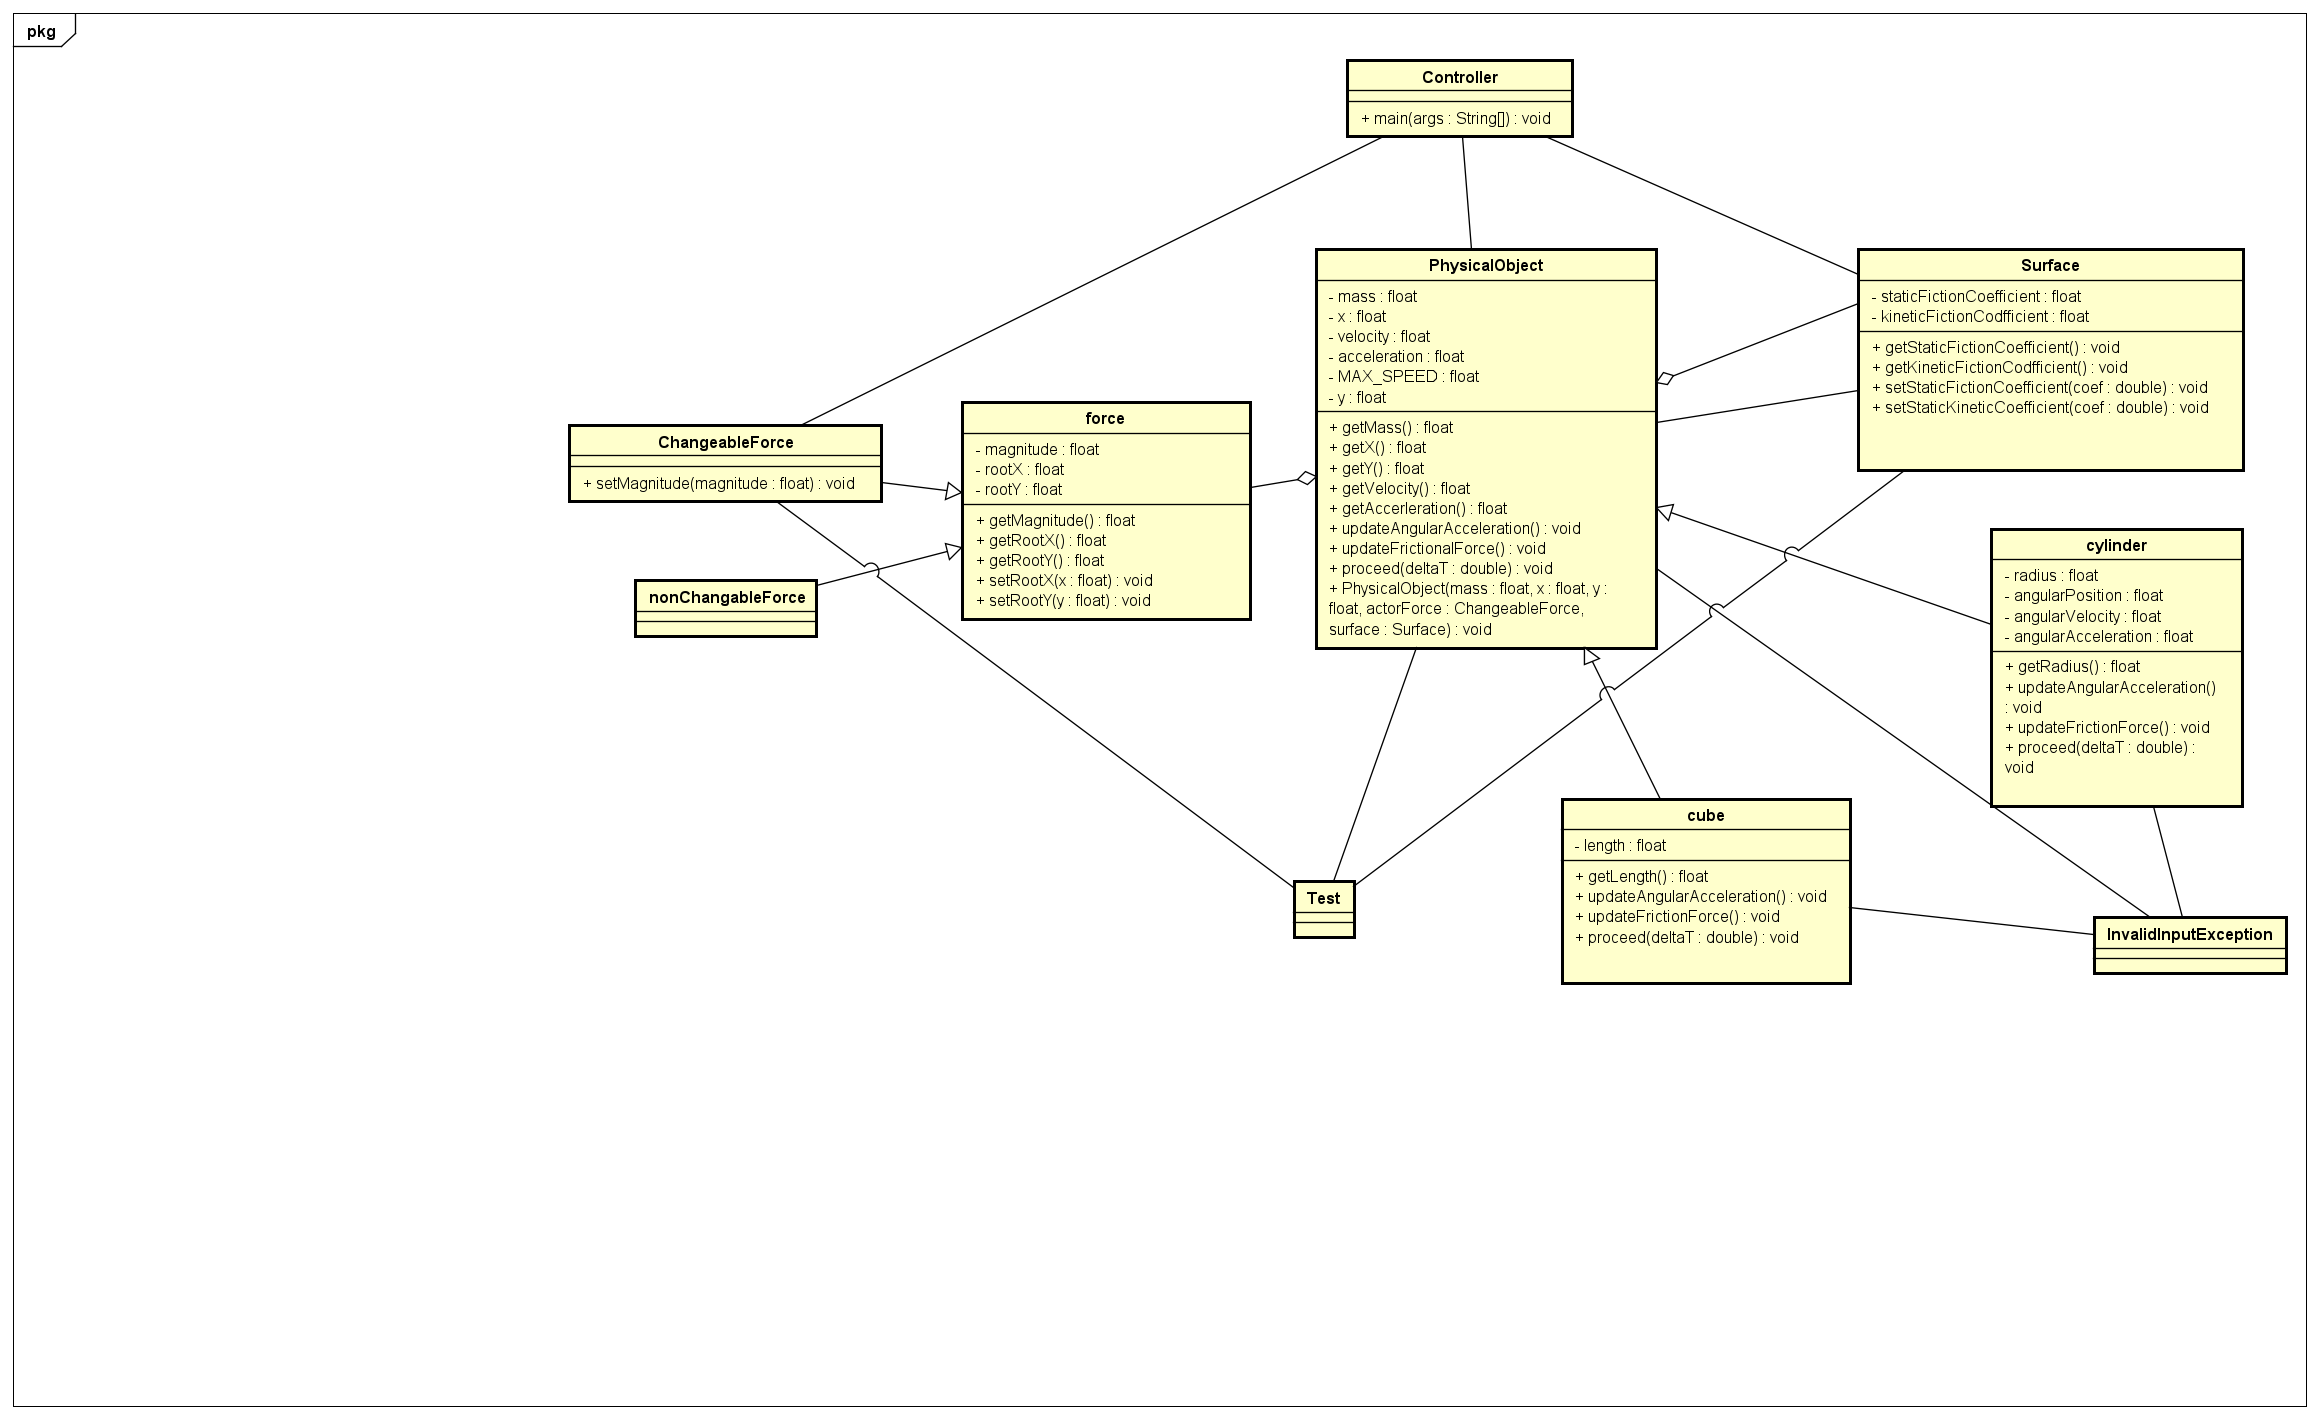 pkg
Controller
+ main(args : String[]) : void
PhysicalObject
- mass : float
- x : float
- velocity : float
- acceleration : float
- MAX_SPEED : float
- y : float
+ getMass() : float
+ getX() : float
+ getY() : float
+ getVelocity() : float
+ getAccerleration() : float
+ updateAngularAcceleration() : void
+ updateFrictionalForce() : void
+ proceed(deltaT : double) : void
+ PhysicalObject(mass : float, x : float, y :
float, actorForce : ChangeableForce,
surface : Surface) : void
Surface
- staticFictionCoefficient : float
- kineticFictionCodfficient : float
+ getStaticFictionCoefficient() : void
+ getKineticFictionCodfficient() : void
+ setStaticFictionCoefficient(coef : double) : void
+ setStaticKineticCoefficient(coef : double) : void
ChangeableForce
+ setMagnitude(magnitude : float) : void
force
- magnitude : float
- rootX : float
- rootY : float
+ getMagnitude() : float
+ getRootX() : float
+ getRootY() : float
+ setRootX(x : float) : void
+ setRootY(y : float) : void
nonChangableForce
cylinder
- radius : float
- angularPosition : float
- angularVelocity : float
- angularAcceleration : float
+ getRadius() : float
+ updateAngularAcceleration()
: void
+ updateFrictionForce() : void
+ proceed(deltaT : double) :
void
cube
- length : float
+ getLength() : float
+ updateAngularAcceleration() : void
+ updateFrictionForce() : void
+ proceed(deltaT : double) : void
Test
InvalidInputException